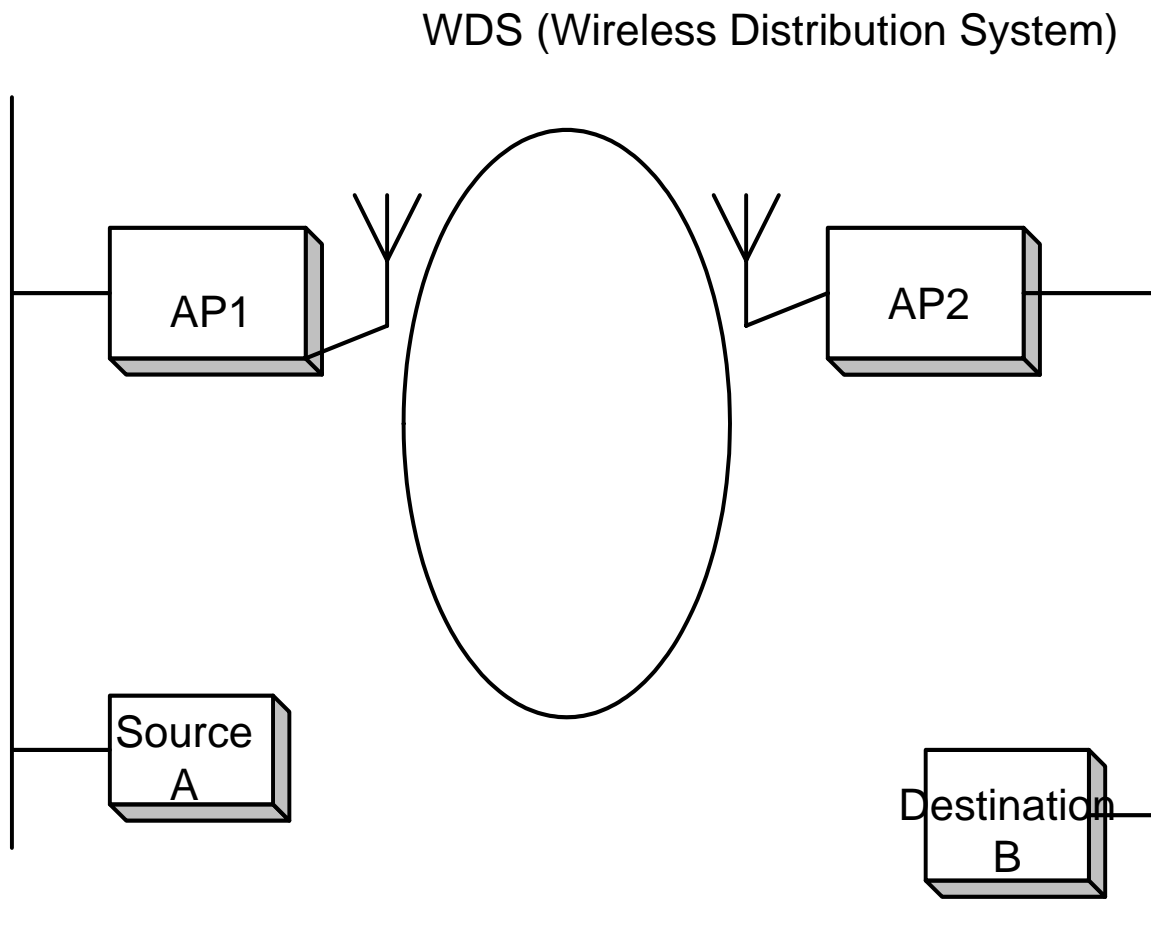 WDS (Wireless Distribution System)
AP1
AP2
Source
A
Destination
B